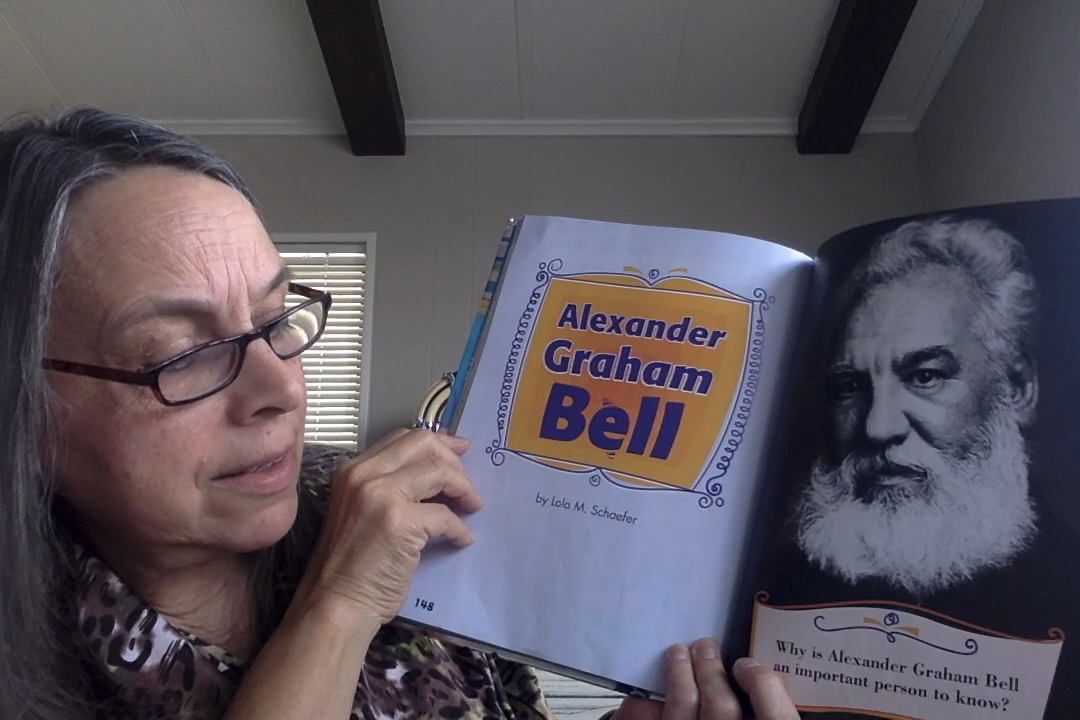 Alexander
Graham
Bell
by Lola M. Schaefer
148
Why is Alexander Graham Bell
an important person to know?